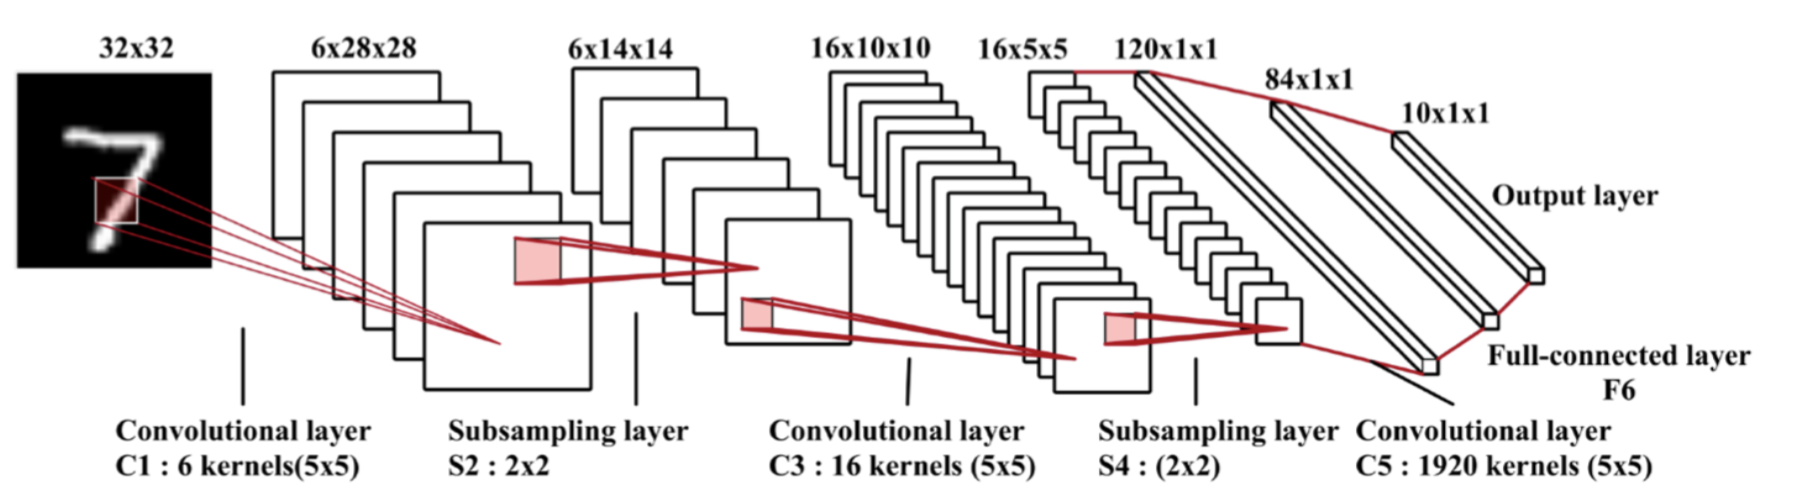 32x32
6x28x28
6x14x14
16x10x10
16x5x5
120x1x1
84x1x1
10x1x1
Output layer
Full-connected layer
F6
Convolutional layer
C1 : 6 kernels(5x5)
Subsampling layer
S2 : 2x2
Convolutional layer
C3 : 16 kernels (5x5)
Subsampling layer
S4 : (2x2)
Convolutional layer
C5 : 1920 kernels (5x5)